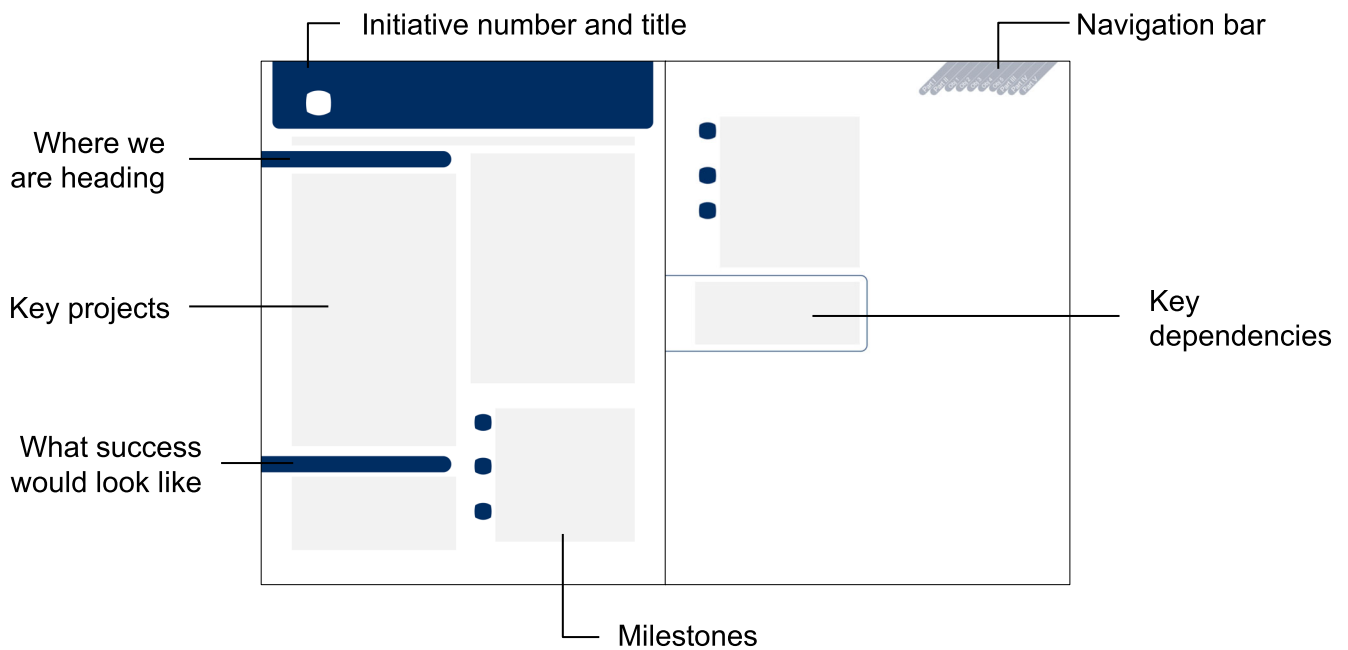 Initiative number and title
Navigation bar
Where we
are heading
Key projects
Key
dependencies
What success
would look like
Milestones